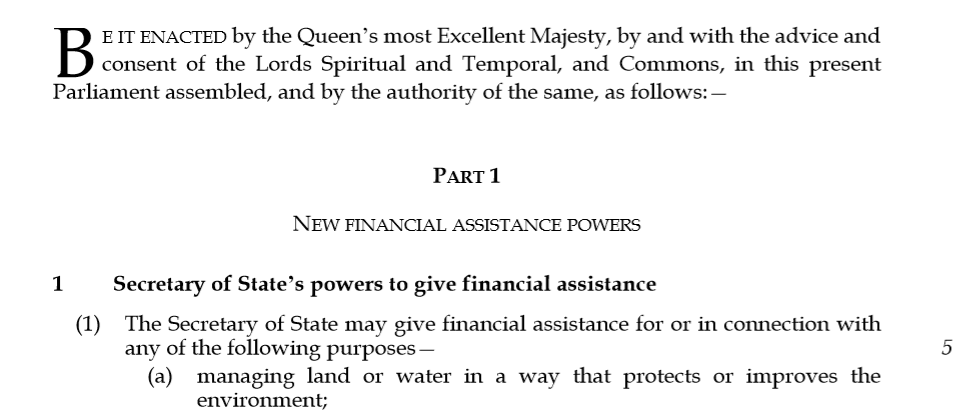 BE IT ENACTED by the Queen's most Excellent Majesty, by and with the advice and
consent of the Lords Spiritual and Temporal, and Commons, in this present
Parliament assembled, and by the authority of the same, as follows:—
PART 1
NEW FINANCIAL ASSISTANCE POWERS
1 Secretary of State's powers to give financial assistance
(1) The Secretary of State may give financial assistance for or in connection with
any of the following purposes— 5
(a) managing land or water in a way that protects or improves the
environment;